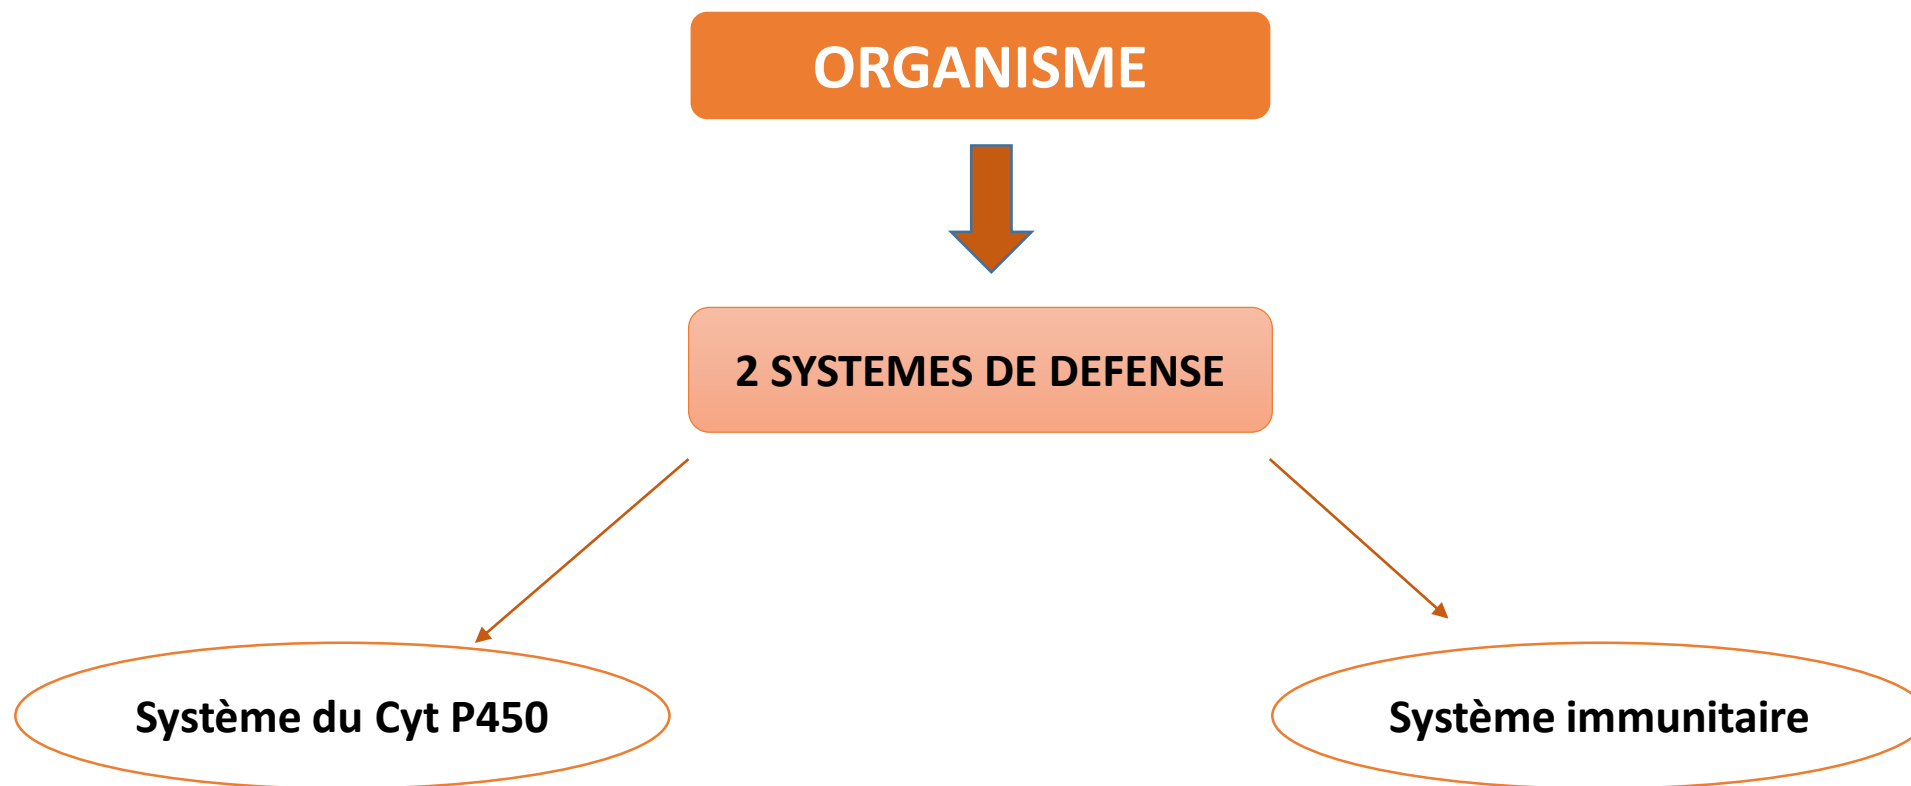 ORGANISME
2 SYSTEMES DE DEFENSE
Système du Cyt P450
Système immunitaire